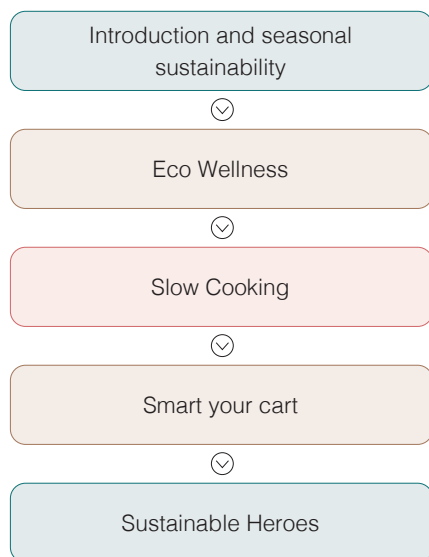 Introduction and seasonal
sustainability
Eco Wellness
Slow Cooking
Smart your cart
Sustainable Heroes